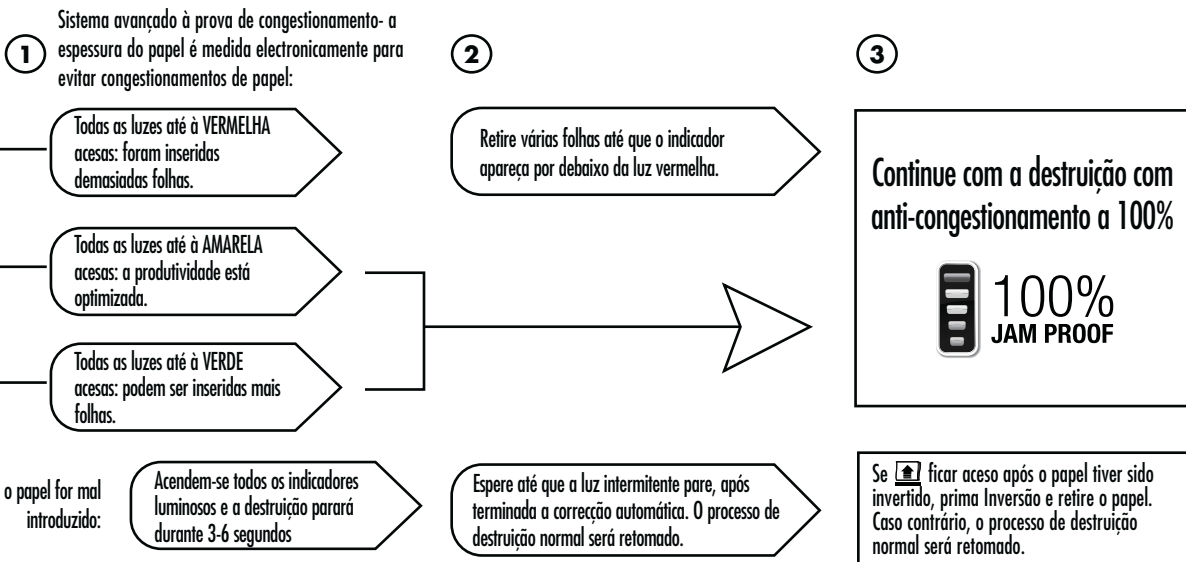 1
Sistema avançado à prova de congestionamento- a
espessura do papel é medida electronicamente para
evitar congestionamentos de papel:
Todas as luzes até à VERMELHA
acesas: foram inseridas
demasiadas folhas.
Todas as luzes até à AMARELA
acesas: a produtividade está
optimizada.
Todas as luzes até à VERDE
acesas: podem ser inseridas mais
folhas.
2
Retire várias folhas até que o indicador
apareça por debaixo da luz vermelha.
3
Continue com a destruição com
anti-congestionamento a 100%
100%
JAM PROOF
o papel for mal
introduzido:
Acendem-se todos os indicadores
luminosos e a destruição parará
durante 3-6 segundos
Espere até que a luz intermitente pare, após
terminada a correcção automática. O processo de
destruição normal será retomado.
Se ficar aceso após o papel tiver sido
invertido, prima Inversão e retire o papel.
Caso contrário, o processo de destruição
normal será retomado.